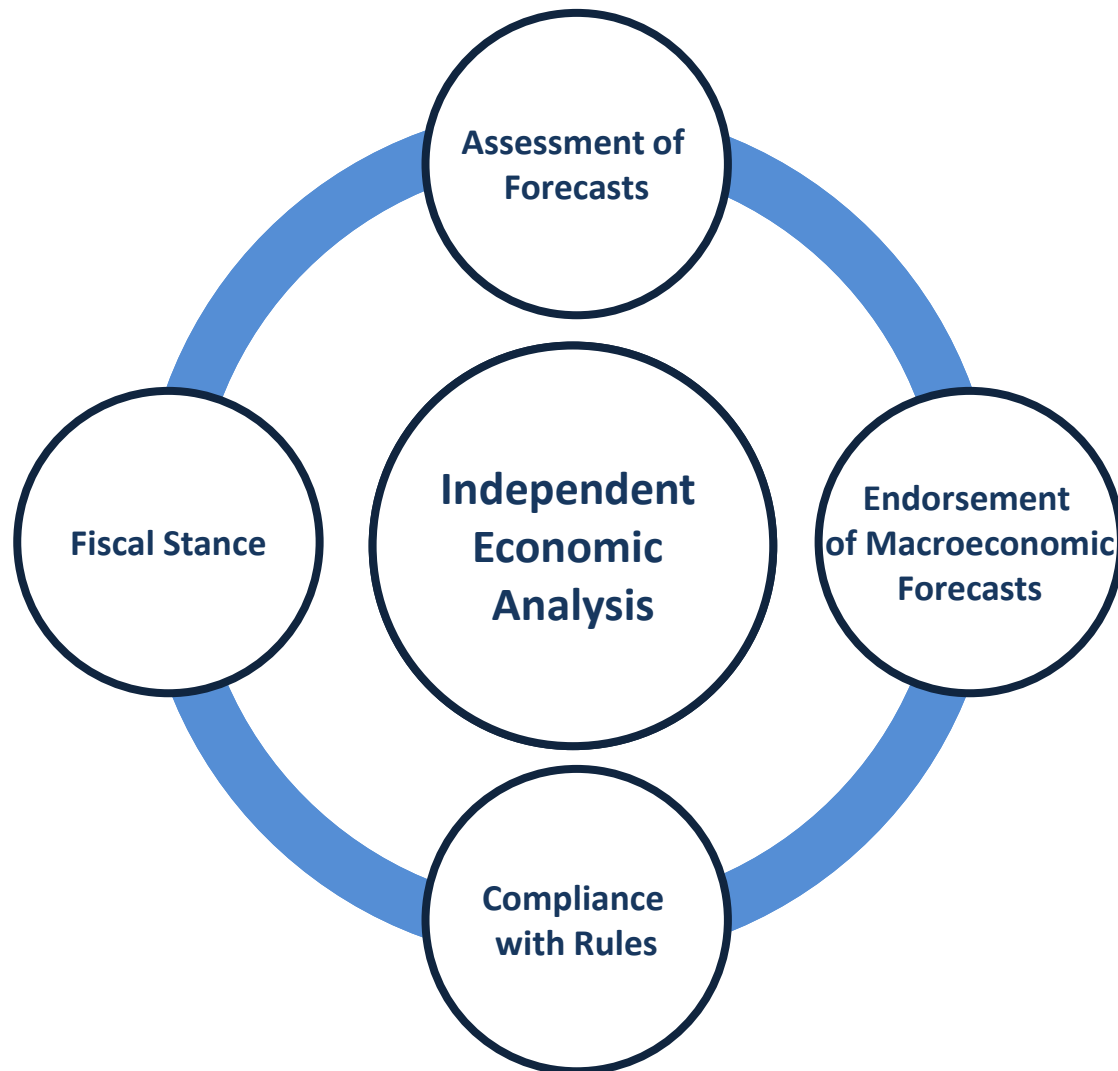 Assessment of
Forecasts
Independent
Economic
Analysis
Fiscal Stance
Endorsement
of Macroeconomic
Forecasts
Compliance
with Rules